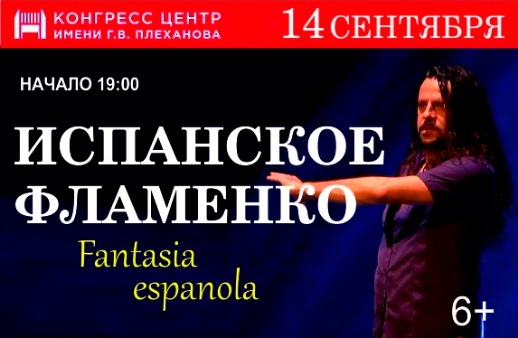 КОНГРЕСС ЦЕНТР
ИМЕНИ Г.В. ПЛЕХАНОВА
14 СЕНТЯБРЯ
НАЧАЛО 19:00
ИСПАНСКОЕ
ФЛАМЕНКО
Fantasia
espanola
6+